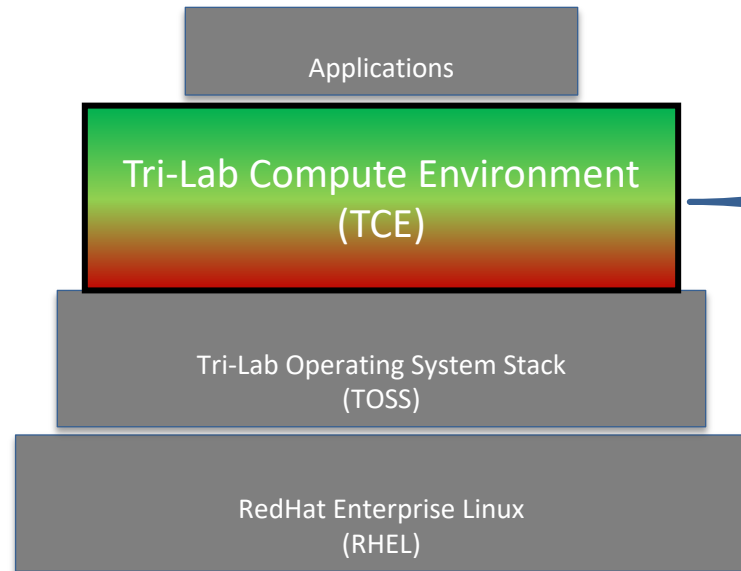 Applications
Tri-Lab Compute Environment
(TCE)
Tri-Lab Operating System Stack
(TOSS)
RedHat Enterprise Linux
(RHEL)